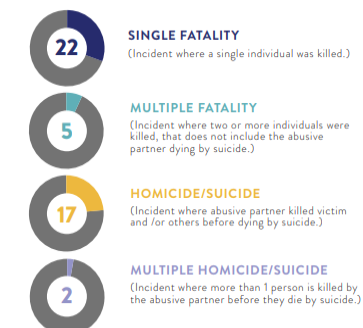 22
SINGLE FATALITY
(Incident where a single individual was killed.)
5
MULTIPLE FATALITY
(Incident where two or more individuals were
killed, that does not include the abusive
partner dying by suicide.)
17
HOMICIDE/SUICIDE
(Incident where abusive partner killed victim
and /or others before dying by suicide.)
2
MULTIPLE HOMICIDE/SUICIDE
(Incident where more than 1 person is killed by
the abusive partner before they die by suicide.)